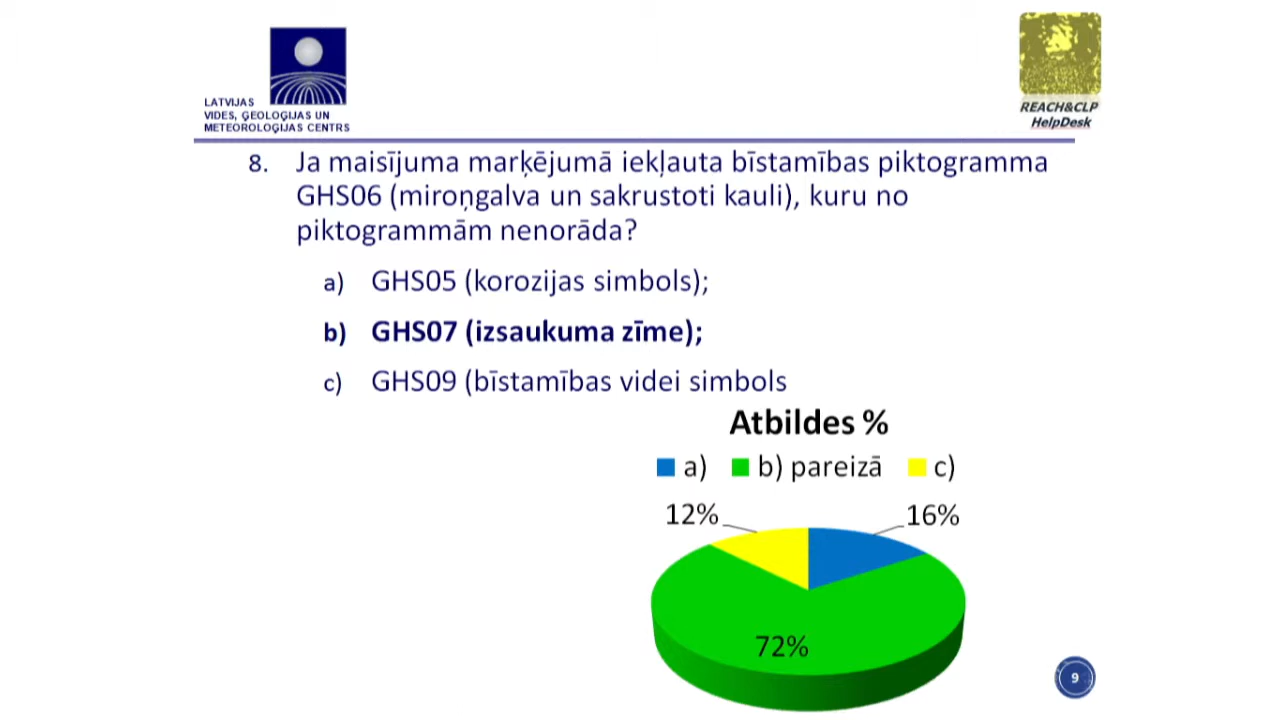 LATVIJAS
VIDES, ĢEOLOĢIJAS UN
METEOROLOĢIJAS CENTRS
REACH&CLP
HelpDesk
8. Ja maisījuma marķējumā iekļauta bīstamības piktogramma
GHS06 (miroņgalva un sakrustoti kauli), kuru no
piktogrammām nenorāda?
a) GHS05 (korozijas simbols);
b) GHS07 (izsaukuma zīme);
c) GHS09 (bīstamības videi simbols
Atbildes %
a) b) pareizā c)
12% 16%
72%
9